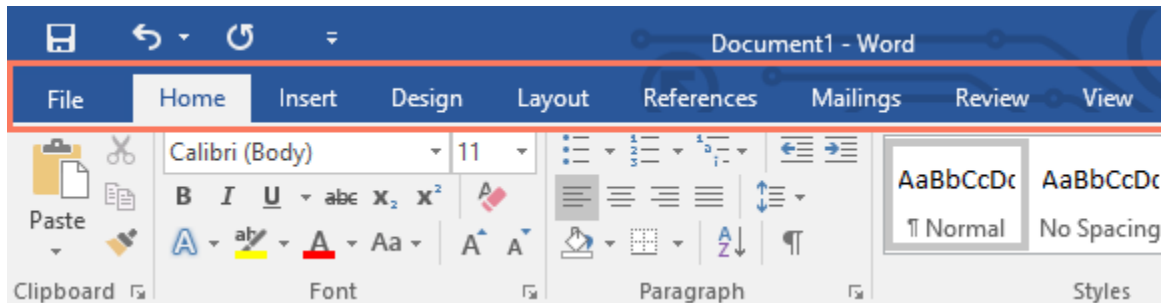 Document1 - Word
File Home Insert Design Layout References Mailings Review View
Calibri (Body) 11
AaBbCcDc AaBbCcDc
B I U abc X₂ X² 
Paste
¶ Normal No Spacing
A aby A Aa A A A Z ¶
Clipboard Font Paragraph Styles